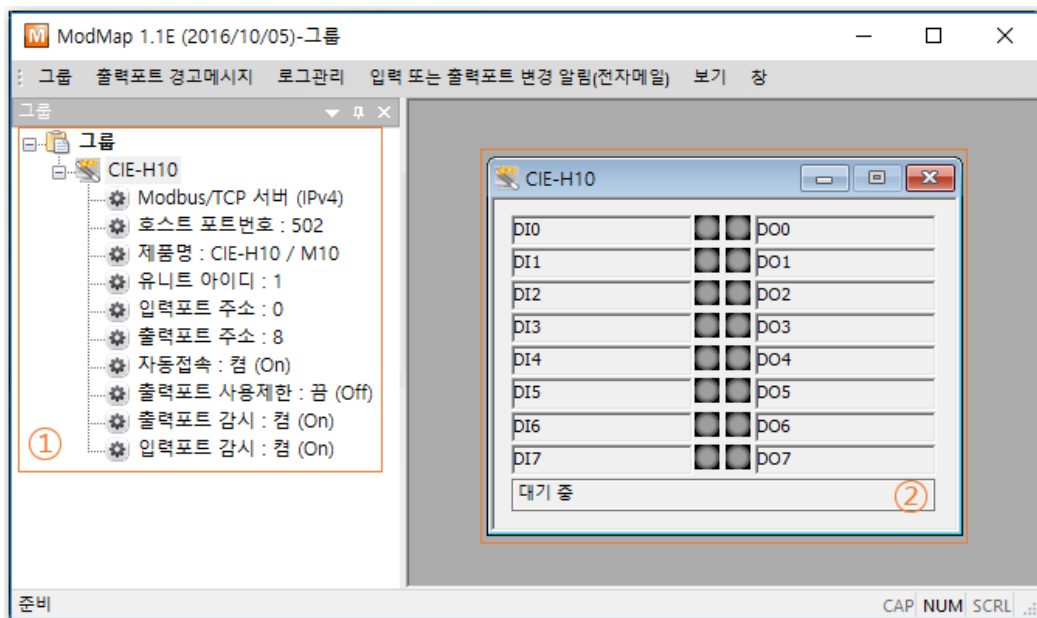 M ModMap 1.1E (2016/10/05)-그룹
그룹 출력포트 경고메시지 로그관리 입력 또는 출력포트 변경 알림(전자메일) 보기 창
그룹
그룹
CIE-H10
Modbus/TCP 서버 (IPv4)
호스트 포트번호 : 502
제품명 : CIE-H10 / M10
유니트 아이디 : 1
입력포트 주소 : 0
출력포트 주소 : 8
자동접속 : 켬 (On)
출력포트 사용제한 : 끔 (Off)
출력포트 감시 : 켬 (On)
입력포트 감시 : 켬 (On)
①
CIE-H10
DI0 DO0
DI1 DO1
DI2 DO2
DI3 DO3
DI4 DO4
DI5 DO5
DI6 DO6
DI7 DO7
대기 중
②
준비 CAP NUM SCRL